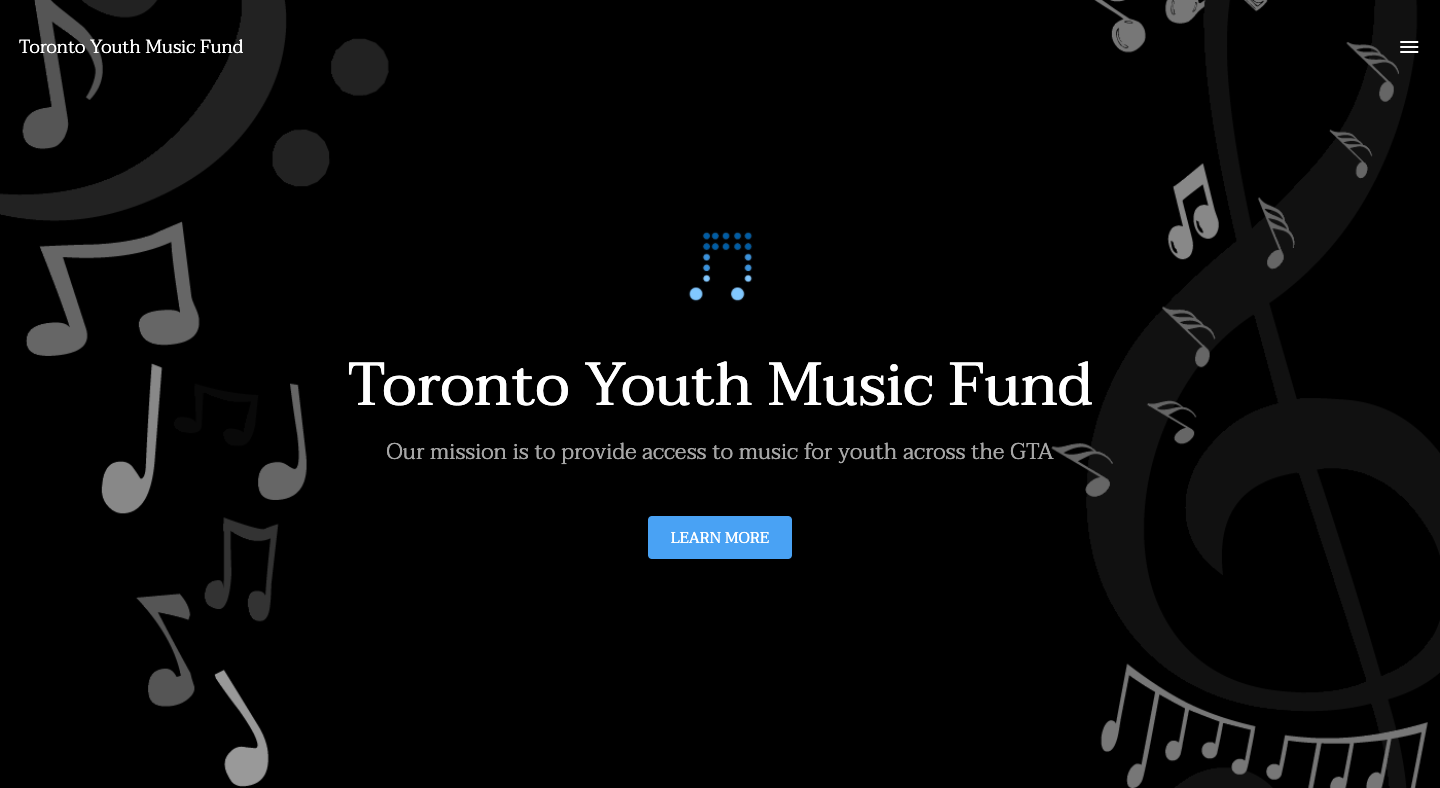 Toronto Youth Music Fund
Toronto Youth Music Fund
Our mission is to provide access to music for youth across the GTA
LEARN MORE